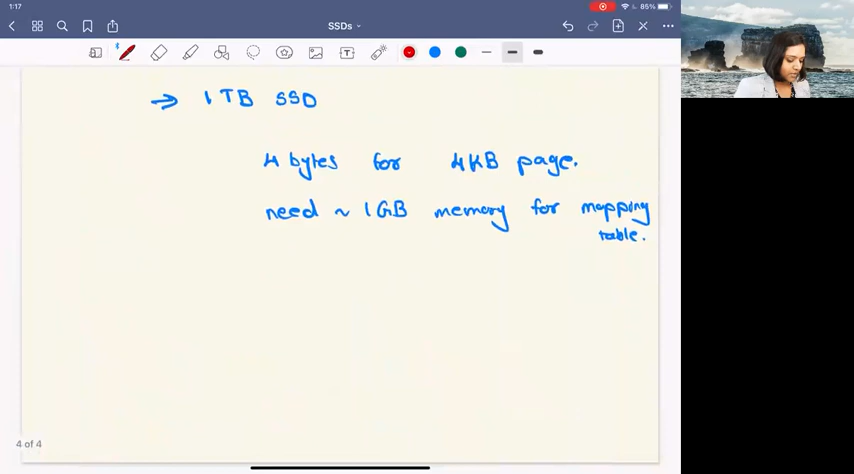 1:17
85%
SSDs
→ 1 TB SSD
4 bytes for 4KB page.
need ~ 1GB memory for mapping
table.
4 of 4